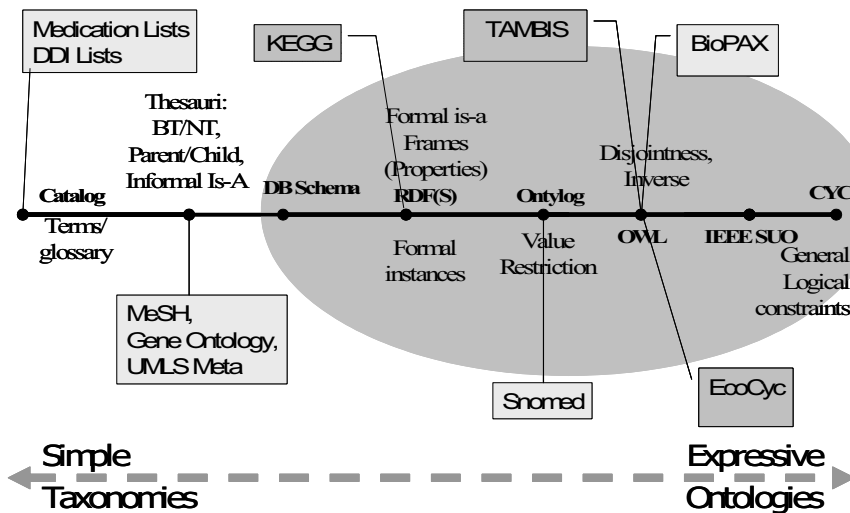 Medication Lists
DDI Lists
KEGG
TAMBIS
BioPAX
Thesauri:
BT/NT,
Parent/Child,
Informal Is-A
Formal is-a
Frames
(Properties)
Disjointness,
Inverse
Catalog
DB Schema
RDF(S)
Ontylog
CYC
Terms/
glossary
Formal
instances
Value
Restriction
OWL
IEEE SUO
General
Logical
constraints
MeSH,
Gene Ontology,
UMLS Meta
Snomed
EcoCyc
Simple
Taxonomies
Expressive
Ontologies